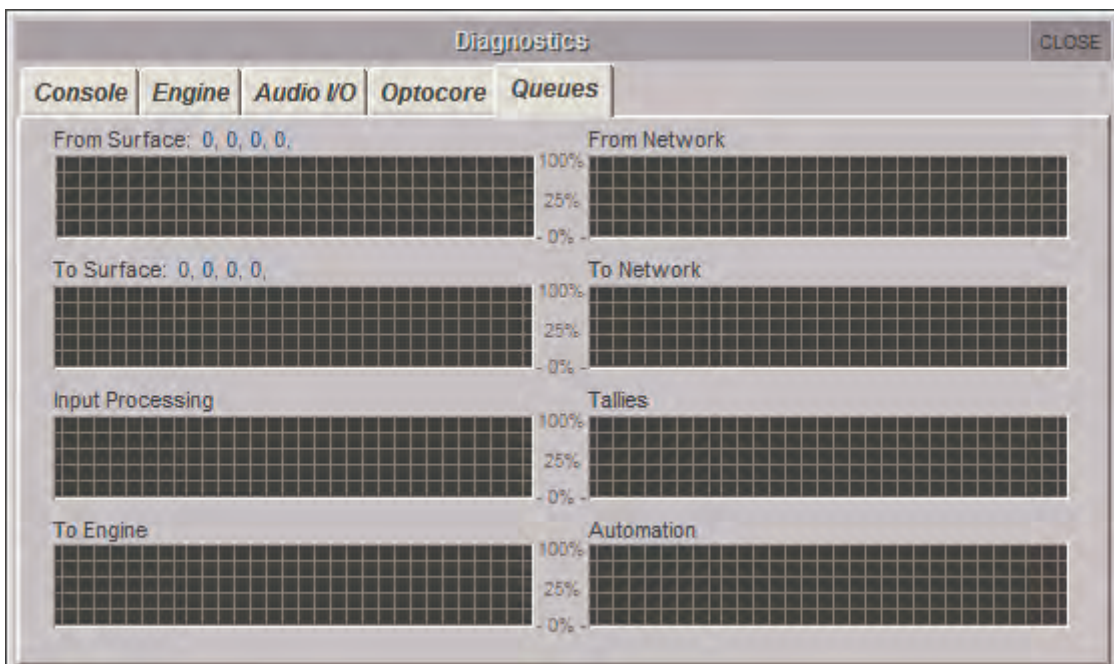 Diagnostics CLOSE
Console Engine Audio I/O Optocore Queues
From Surface: 0, 0, 0, 0, From Network
100%
25%
- 0% -
To Surface: 0, 0, 0, 0, To Network
100%
25%
- 0% -
Input Processing Tallies
100%
25%
- 0% -
To Engine Automation
100%
25%
- 0% -